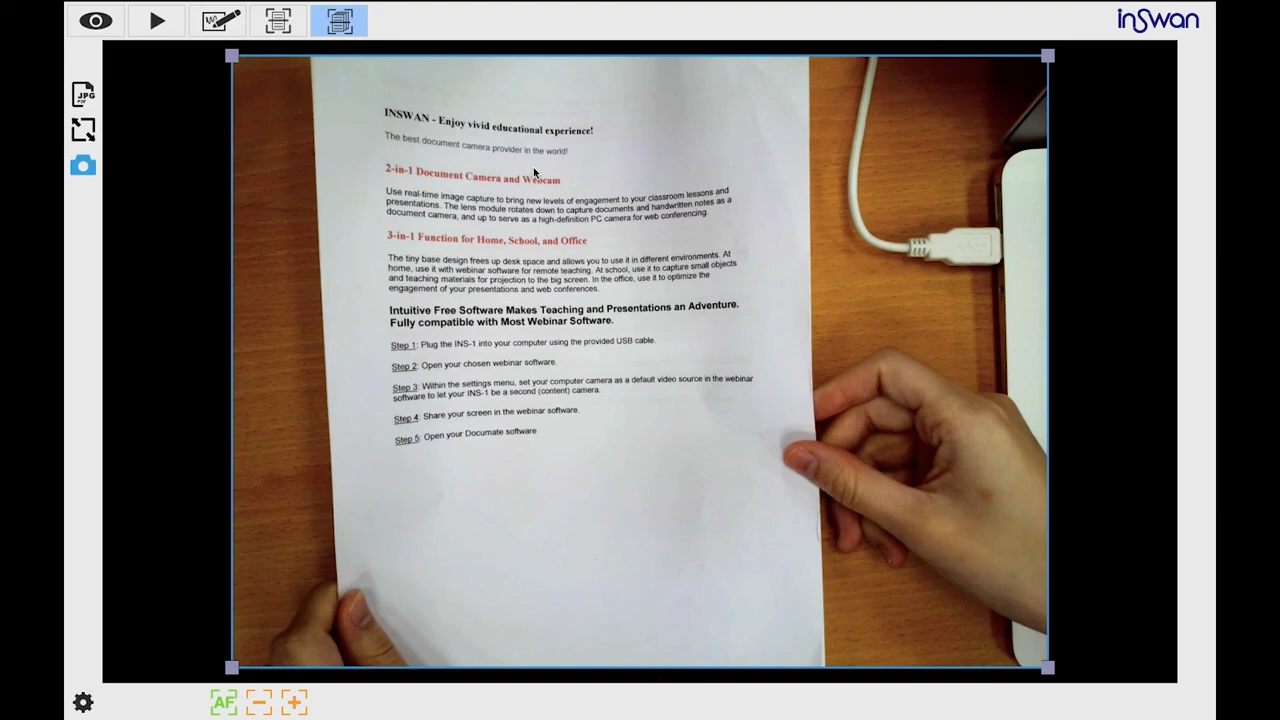 inSwan
JPG
PDF
INSWAN - Enjoy vivid educational experience!
The best document camera provider in the world!
2-in-1 Document Camera and Webcam
Use real-time image capture to bring new levels of engagement to your classroom lessons and
presentations. The lens module rotates down to capture documents and handwritten notes as a
document camera, and up to serve as a high-definition PC camera for web conferencing.
3-in-1 Function for Home, School, and Office
The tiny base design frees up desk space and allows you to use it in different environments. At
home, use it with webinar software for remote teaching. At school, use it to capture small objects
and teaching materials for projection to the big screen. In the office, use it to optimize the
engagement of your presentations and web conferences.
Intuitive Free Software Makes Teaching and Presentations an Adventure.
Fully compatible with Most Webinar Software.
Step 1: Plug the INS-1 into your computer using the provided USB cable.
Step 2: Open your chosen webinar software.
Step 3: Within the settings menu, set your computer camera as a default video source in the webinar
software to let your INS-1 be a second (content) camera.
Step 4: Share your screen in the webinar software.
Step 5: Open your Documate software
AF